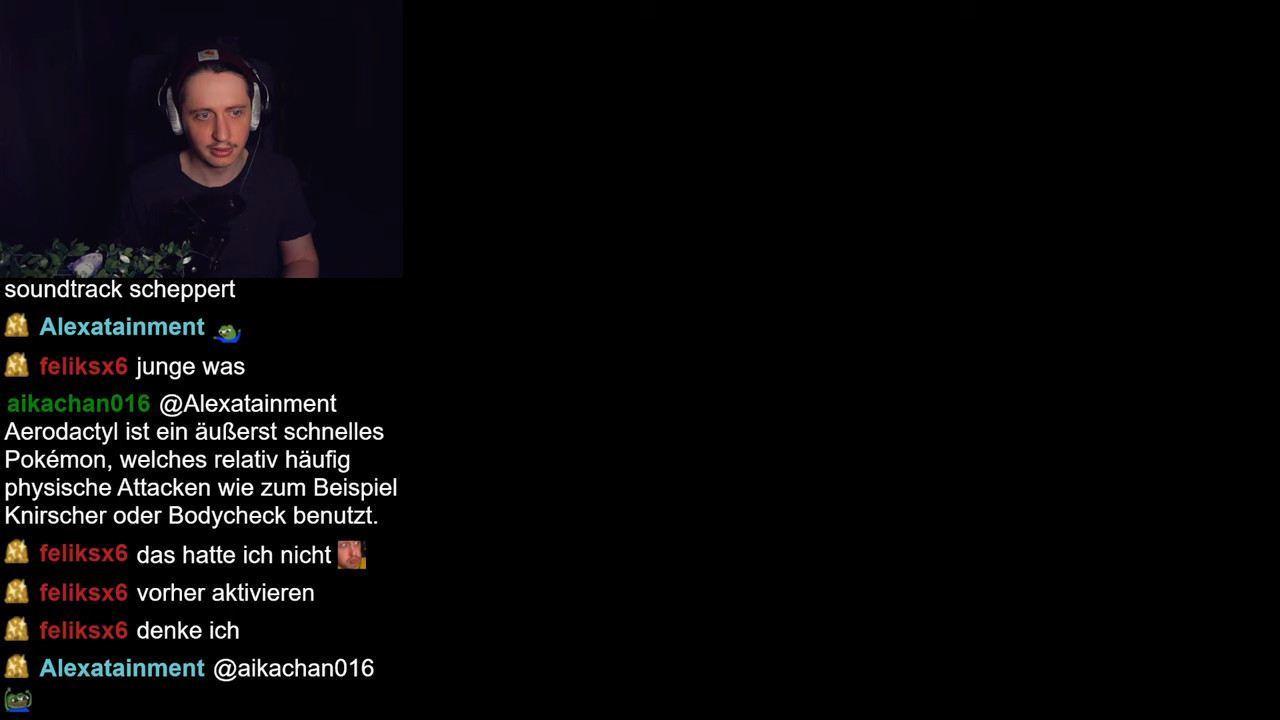 soundtrack scheppert
Alexatainment
feliksx6 junge was
aikachan016 @Alexatainment
Aerodactyl ist ein äußerst schnelles
Pokémon, welches relativ häufig
physische Attacken wie zum Beispiel
Knirscher oder Bodycheck benutzt.
feliksx6 das hatte ich nicht
feliksx6 vorher aktivieren
feliksx6 denke ich
Alexatainment @aikachan016